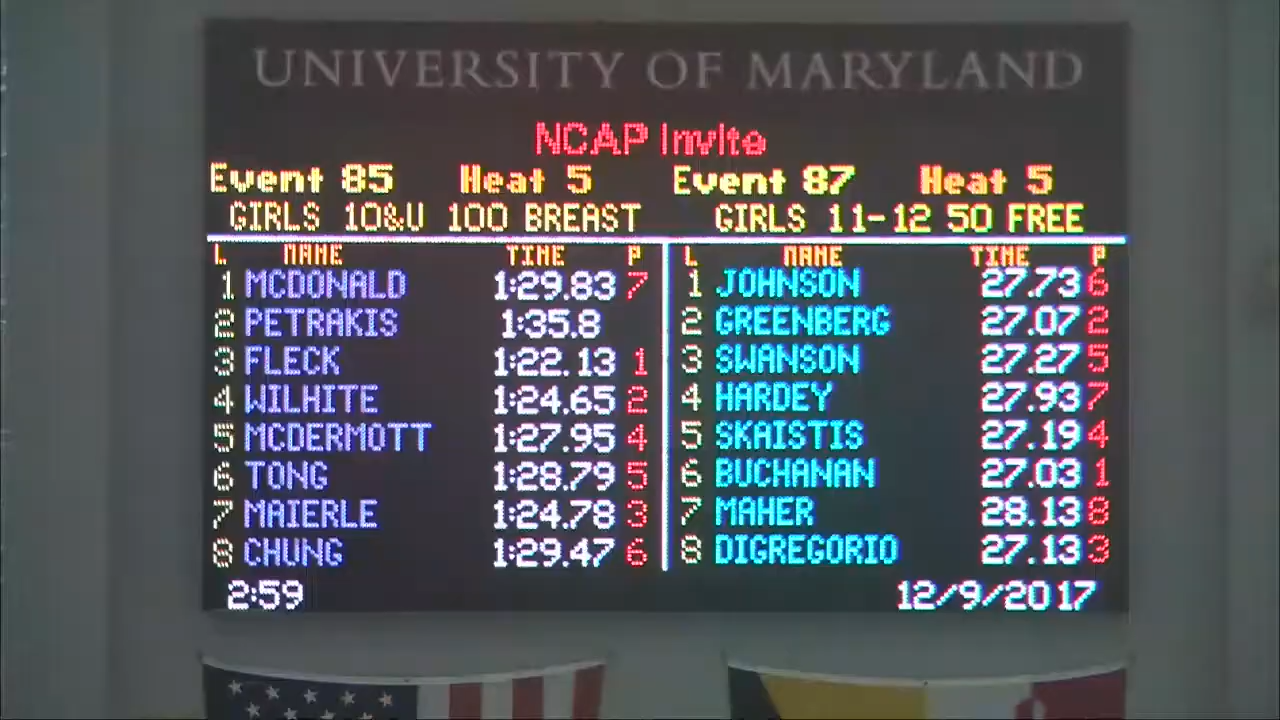 UNIVERSITY OF MARYLAND
NCAP Invite
Event 85 Heat 5 Event 87 Heat 5
GIRLS 10&U 100 BREAST GIRLS 11-12 50 FREE
L NAME TIME P L NAME TIME P
1 MCDONALD 1:29.83 7 1 JOHNSON 27.73 6
2 PETRAKIS 1:35.8 2 GREENBERG 27.07 2
3 FLECK 1:22.13 1 3 SWANSON 27.27 5
4 WILHITE 1:24.65 2 4 HARDEY 27.93 7
5 MCDERMOTT 1:27.95 4 5 SKAISTIS 27.19 4
6 TONG 1:28.79 5 6 BUCHANAN 27.03 1
7 MAIERLE 1:24.78 3 7 MAHER 28.13 8
8 CHUNG 1:29.47 6 8 DIGREGORIO 27.13 3
2:59 12/9/2017